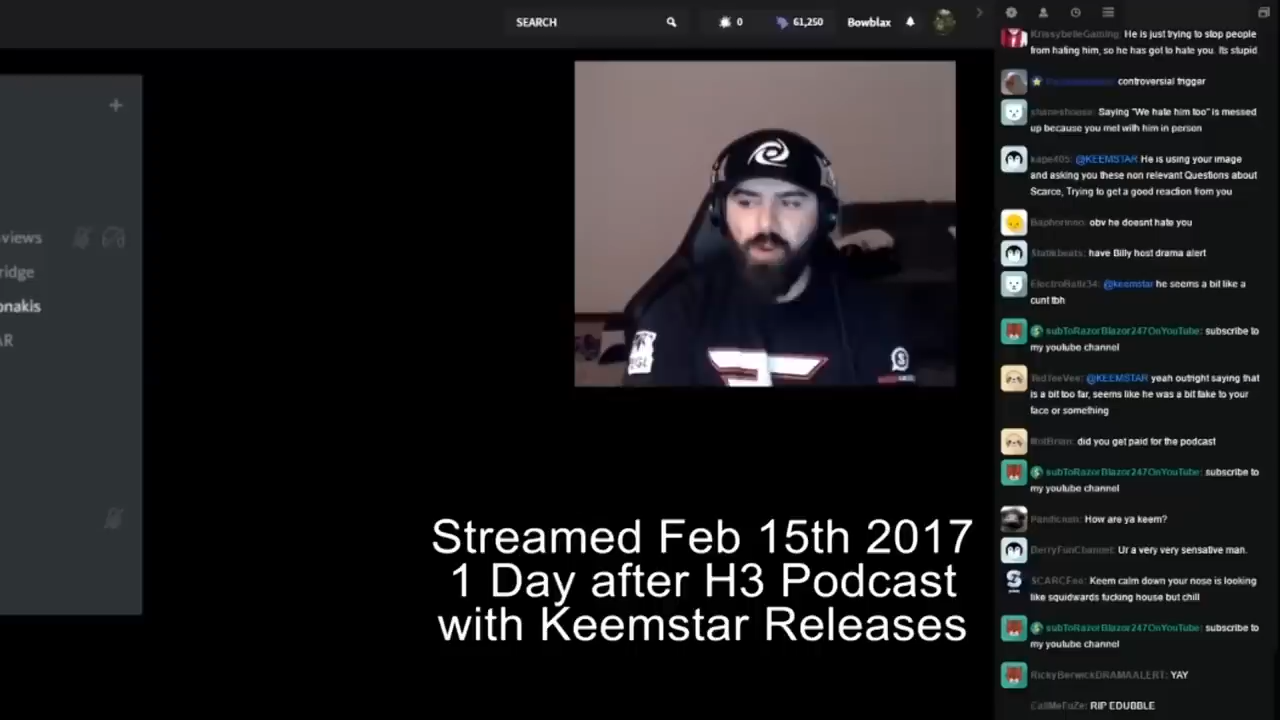 SEARCH
0
61,250
Bowblax
views
ridge
onakis
AR
Streamed Feb 15th 2017
1 Day after H3 Podcast
with Keemstar Releases
KrissybelleGaming: He is just trying to stop people
from hating him, so he has got to hate you. Its stupid
controversial trigger
Saying "We hate him too" is messed
up because you met with him in person
kape405: @KEEMSTAR He is using your image
and asking you these non relevant Questions about
Scarce, Trying to get a good reaction from you
obv he doesnt hate you
Statikbeats: have Billy host drama alert
@keemstar he seems a bit like a
cunt tbh
subToRazorBlazor247OnYouTube: subscribe to
my youtube channel
@KEEMSTAR yeah outright saying that
is a bit too far, seems like he was a bit fake to your
face or something
did you get paid for the podcast
subToRazorBlazor247OnYouTube: subscribe to
my youtube channel
How are ya keem?
DerryFunChannel: Ur a very very sensative man.
Keem calm down your nose is looking
like squidwards fucking house but chill
subToRazorBlazor247OnYouTube: subscribe to
my youtube channel
RickyBerwickDRAMAALERT: YAY
CallMeFuZe: RIP EDUBBLE